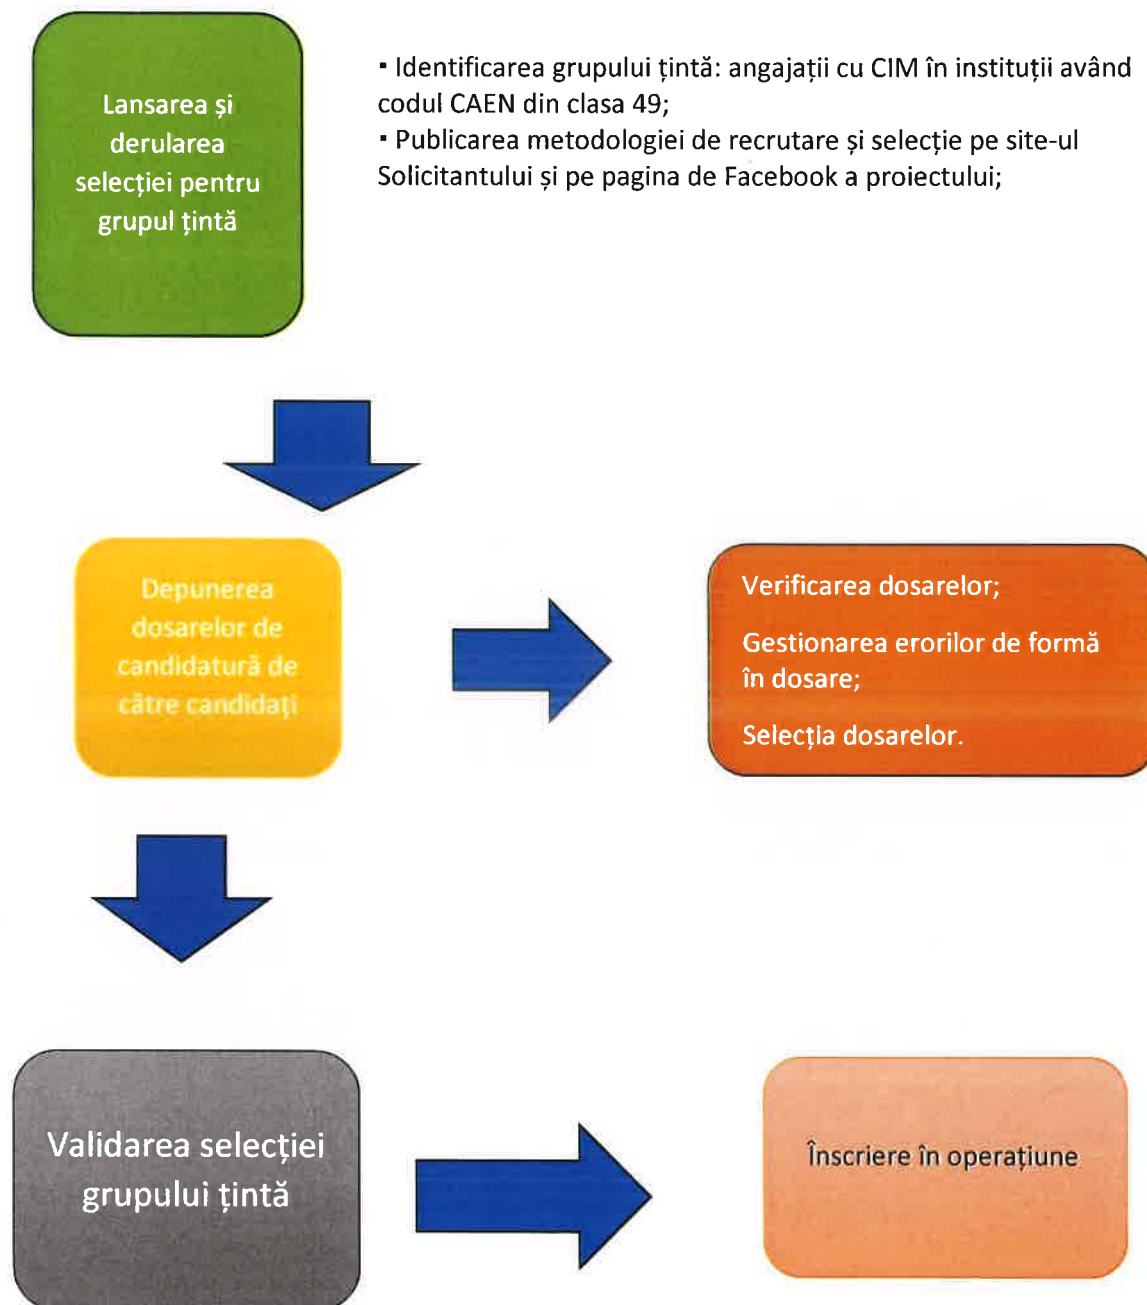 Lansarea și
derularea
selecției pentru
grupul țintă
▪ Identificarea grupului țintă: angajații cu CIM în instituții având
codul CAEN din clasa 49;
▪ Publicarea metodologiei de recrutare și selecție pe site-ul
Solicitantului și pe pagina de Facebook a proiectului;
Depunerea
dosarelor de
candidatură de
către candidați
Verificarea dosarelor;
Gestionarea erorilor de formă
în dosare;
Selecția dosarelor.
Validarea selecției
grupului țintă
Înscriere în operațiune